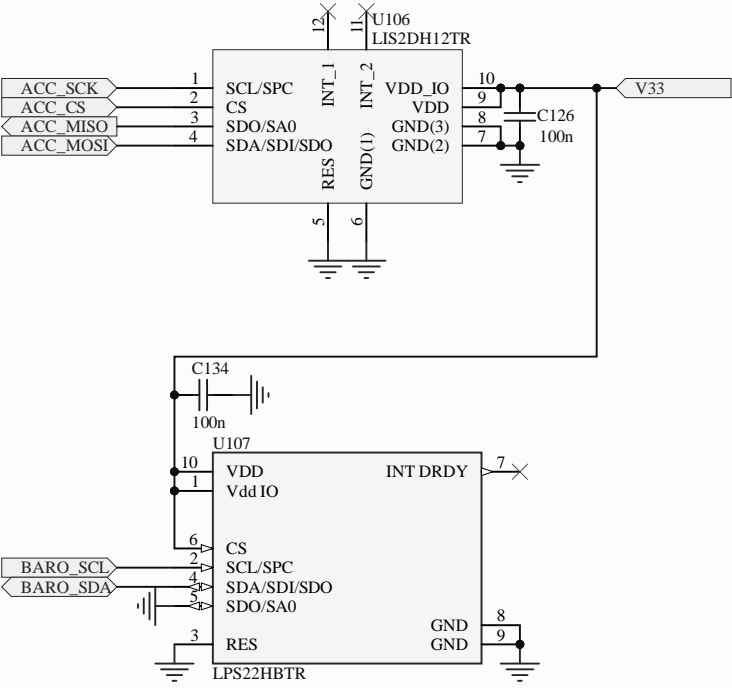 U106
LIS2DH12TR
12
11
INT_1
INT_2
ACC_SCK
1
SCL/SPC
VDD_IO
10
V33
ACC_CS
2
CS
VDD
9
C126
100n
ACC_MISO
3
SDO/SA0
GND(3)
8
ACC_MOSI
4
SDA/SDI/SDO
GND(2)
7
RES
GND(1)
5
6
C134
100n
U107
10
VDD
INT DRDY
7
1
Vdd IO
6
CS
BARO_SCL
2
SCL/SPC
BARO_SDA
4
SDA/SDI/SDO
5
SDO/SA0
GND
8
3
RES
GND
9
LPS22HBTR